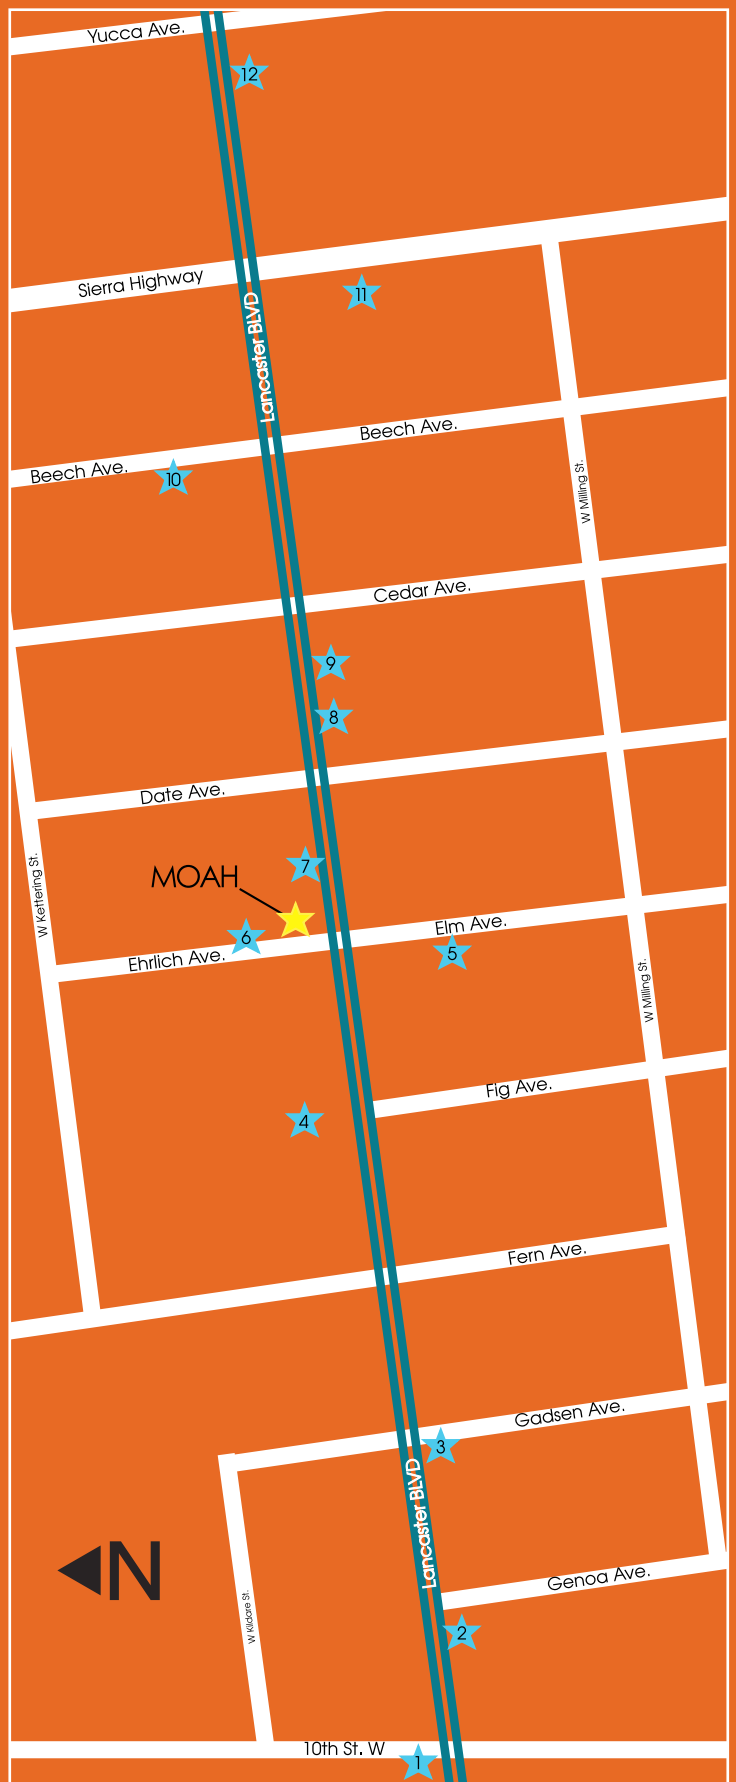 Yucca Ave.
12
Sierra Highway
11
Lancaster BLVD
Beech Ave.
Beech Ave.
10
W Milling St.
Cedar Ave.
9
8
Date Ave.
7
MOAH
W Kettering St.
6
Elm Ave.
5
Ehrlich Ave.
W Milling St.
Fig Ave.
4
Fern Ave.
Gadsen Ave.
3
Lancaster BLVD
N
Genoa Ave.
W Kildare St.
2
10th St. W
1